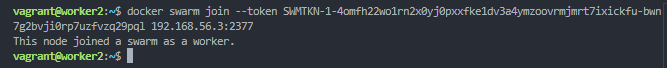 vagrant@worker2:~$ docker swarm join --token SWMTKN-1-4omfh22wo1rn2x0yj0pxxfke1dv3a4ymzoovrmjmrt7ixickfu-bwn
7g2bvji0rp7uzfvzq29pql 192.168.56.3:2377
This node joined a swarm as a worker.
vagrant@worker2:~$